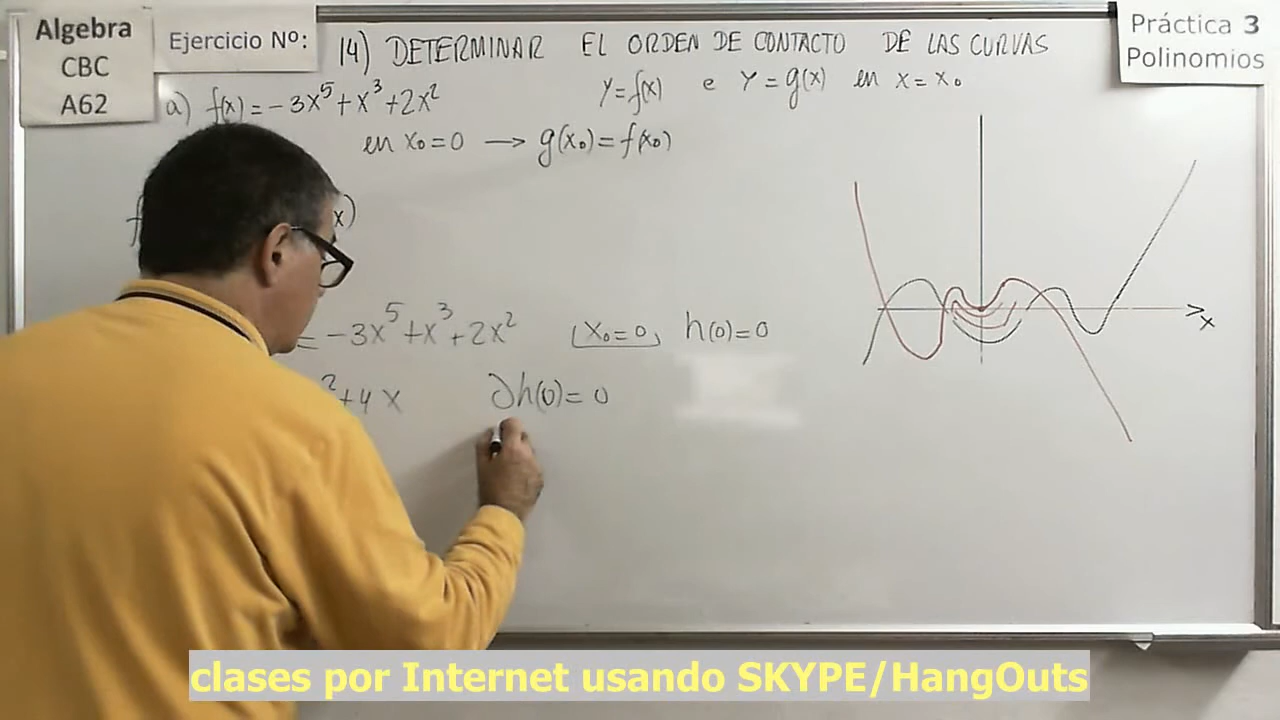 Algebra
CBC
A62
Ejercicio Nº:
14) DETERMINAR EL ORDEN DE CONTACTO DE LAS CURVAS
Práctica 3
Polinomios
a) f(x) = -3x⁵ + x³ + 2x²
y = f(x) e y = g(x) en x = x₀
en x₀ = 0 → g(x₀) = f(x₀)
x)
= -3x⁵ + x³ + 2x² x₀ = 0, h(0) = 0
² + 4x ∂h(0) = 0
x
clases por Internet usando SKYPE/HangOuts